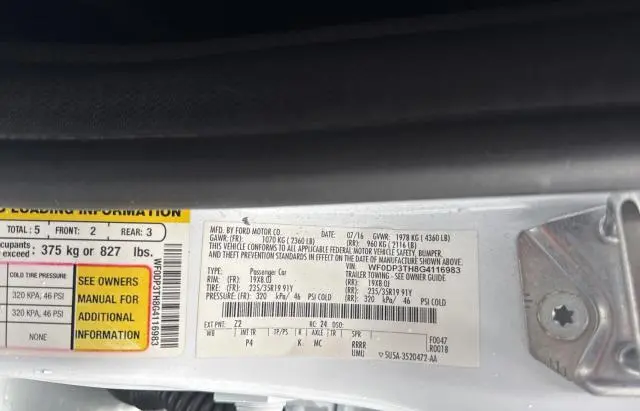 LOADING INFORMATION
TOTAL: 5 FRONT: 2 REAR: 3
exceed: 375 kg or 827 lbs.
COLD TIRE PRESSURE
320 KPA, 46 PSI
320 KPA, 46 PSI
NONE
SEE OWNERS
MANUAL FOR
ADDITIONAL
INFORMATION
WF0DP3TH8G4116983
MFD. BY FORD MOTOR CO.
DATE: 07/16 GVWR: 1978 KG (4360 LB)
GAWR: (FR): 1070 KG (2360 LB) (RR): 960 KG (2116 LB)
THIS VEHICLE CONFORMS TO ALL APPLICABLE FEDERAL MOTOR VEHICLE SAFETY, BUMPER,
AND THEFT PREVENTION STANDARDS IN EFFECT ON THE DATE OF MANUFACTURE SHOWN ABOVE.
VIN: WF0DP3TH8G4116983
TYPE: Passenger Car TRAILER TOWING - SEE OWNER GUIDE
RIM: (FR): 19X8.0J (RR): 19X8.0J
TIRE: (FR): 235/35R19 91Y (RR): 235/35R19 91Y
PRESSURE: (FR): 320 kPa/ 46 PSI COLD (RR): 320 kPa/ 46 PSI COLD
EXT PNT: Z2 RC: 24 DSO:
WB INT TR TP/PS R AXLE TR SPR
P4 K MC RRRR
UMU
F0047
R0018
5USA-3520472-AA